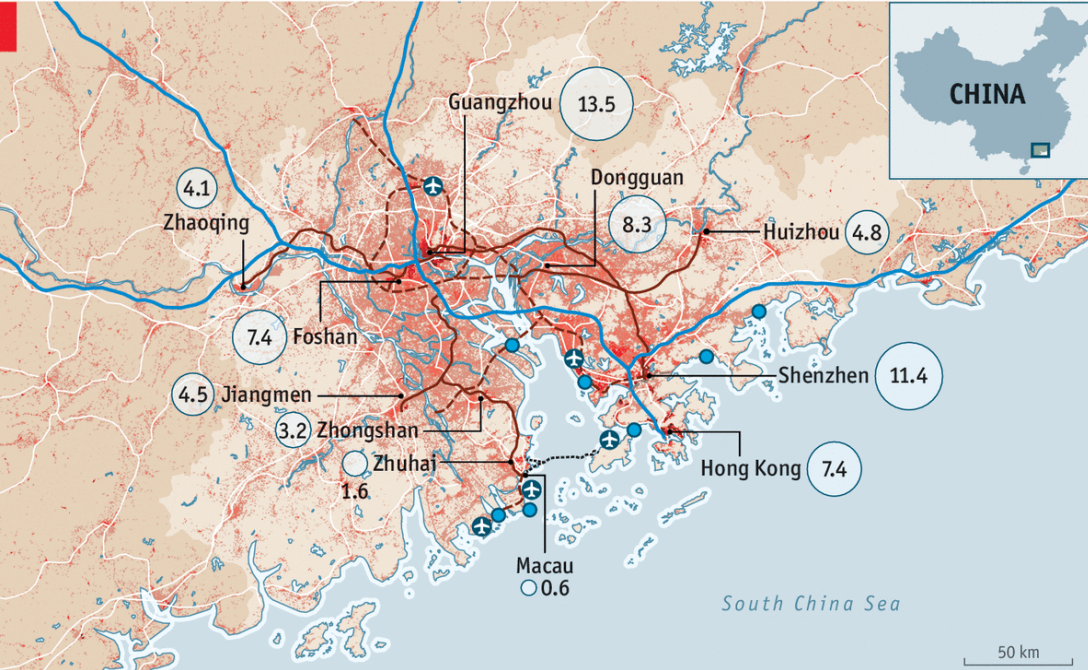 CHINA
Guangzhou 13.5
Dongguan
8.3
4.1
Zhaoqing
Huizhou 4.8
7.4 Foshan
Shenzhen 11.4
4.5 Jiangmen
3.2 Zhongshan
Zhuhai
1.6
Hong Kong 7.4
Macau
0.6
South China Sea
50 km